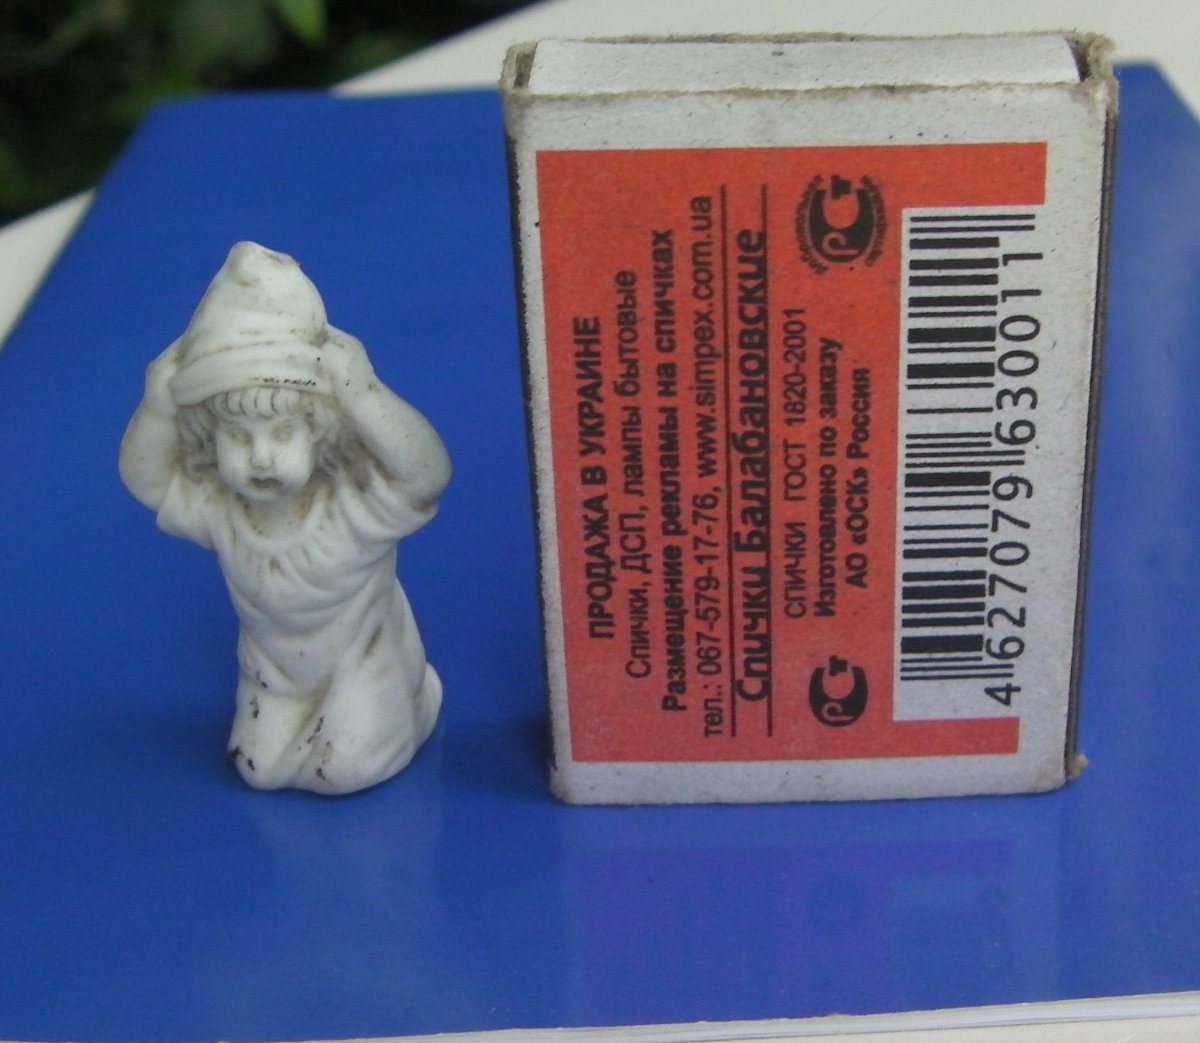 ПРОДАЖА В УКРАИНЕ
Спички, ДСП, лампы бытовые
Размещение рекламы на спичках
тел.: 067-579-17-76, www.simpex.com.ua
Спички Балабановские
СПИЧКИ ГОСТ 1820-2001
Изготовлено по заказу
АО «ОСК» Россия
4 627079 630011